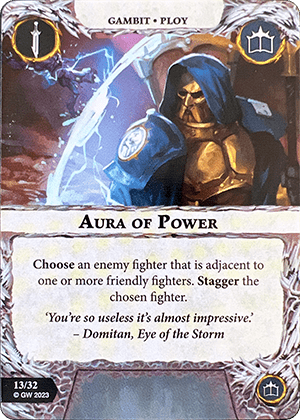 GAMBIT • PLOY
AURA OF POWER
Choose an enemy fighter that is adjacent to
one or more friendly fighters. Stagger the
chosen fighter.
‘You're so useless it's almost impressive.’
– Domitan, Eye of the Storm
13/32
© GW 2023